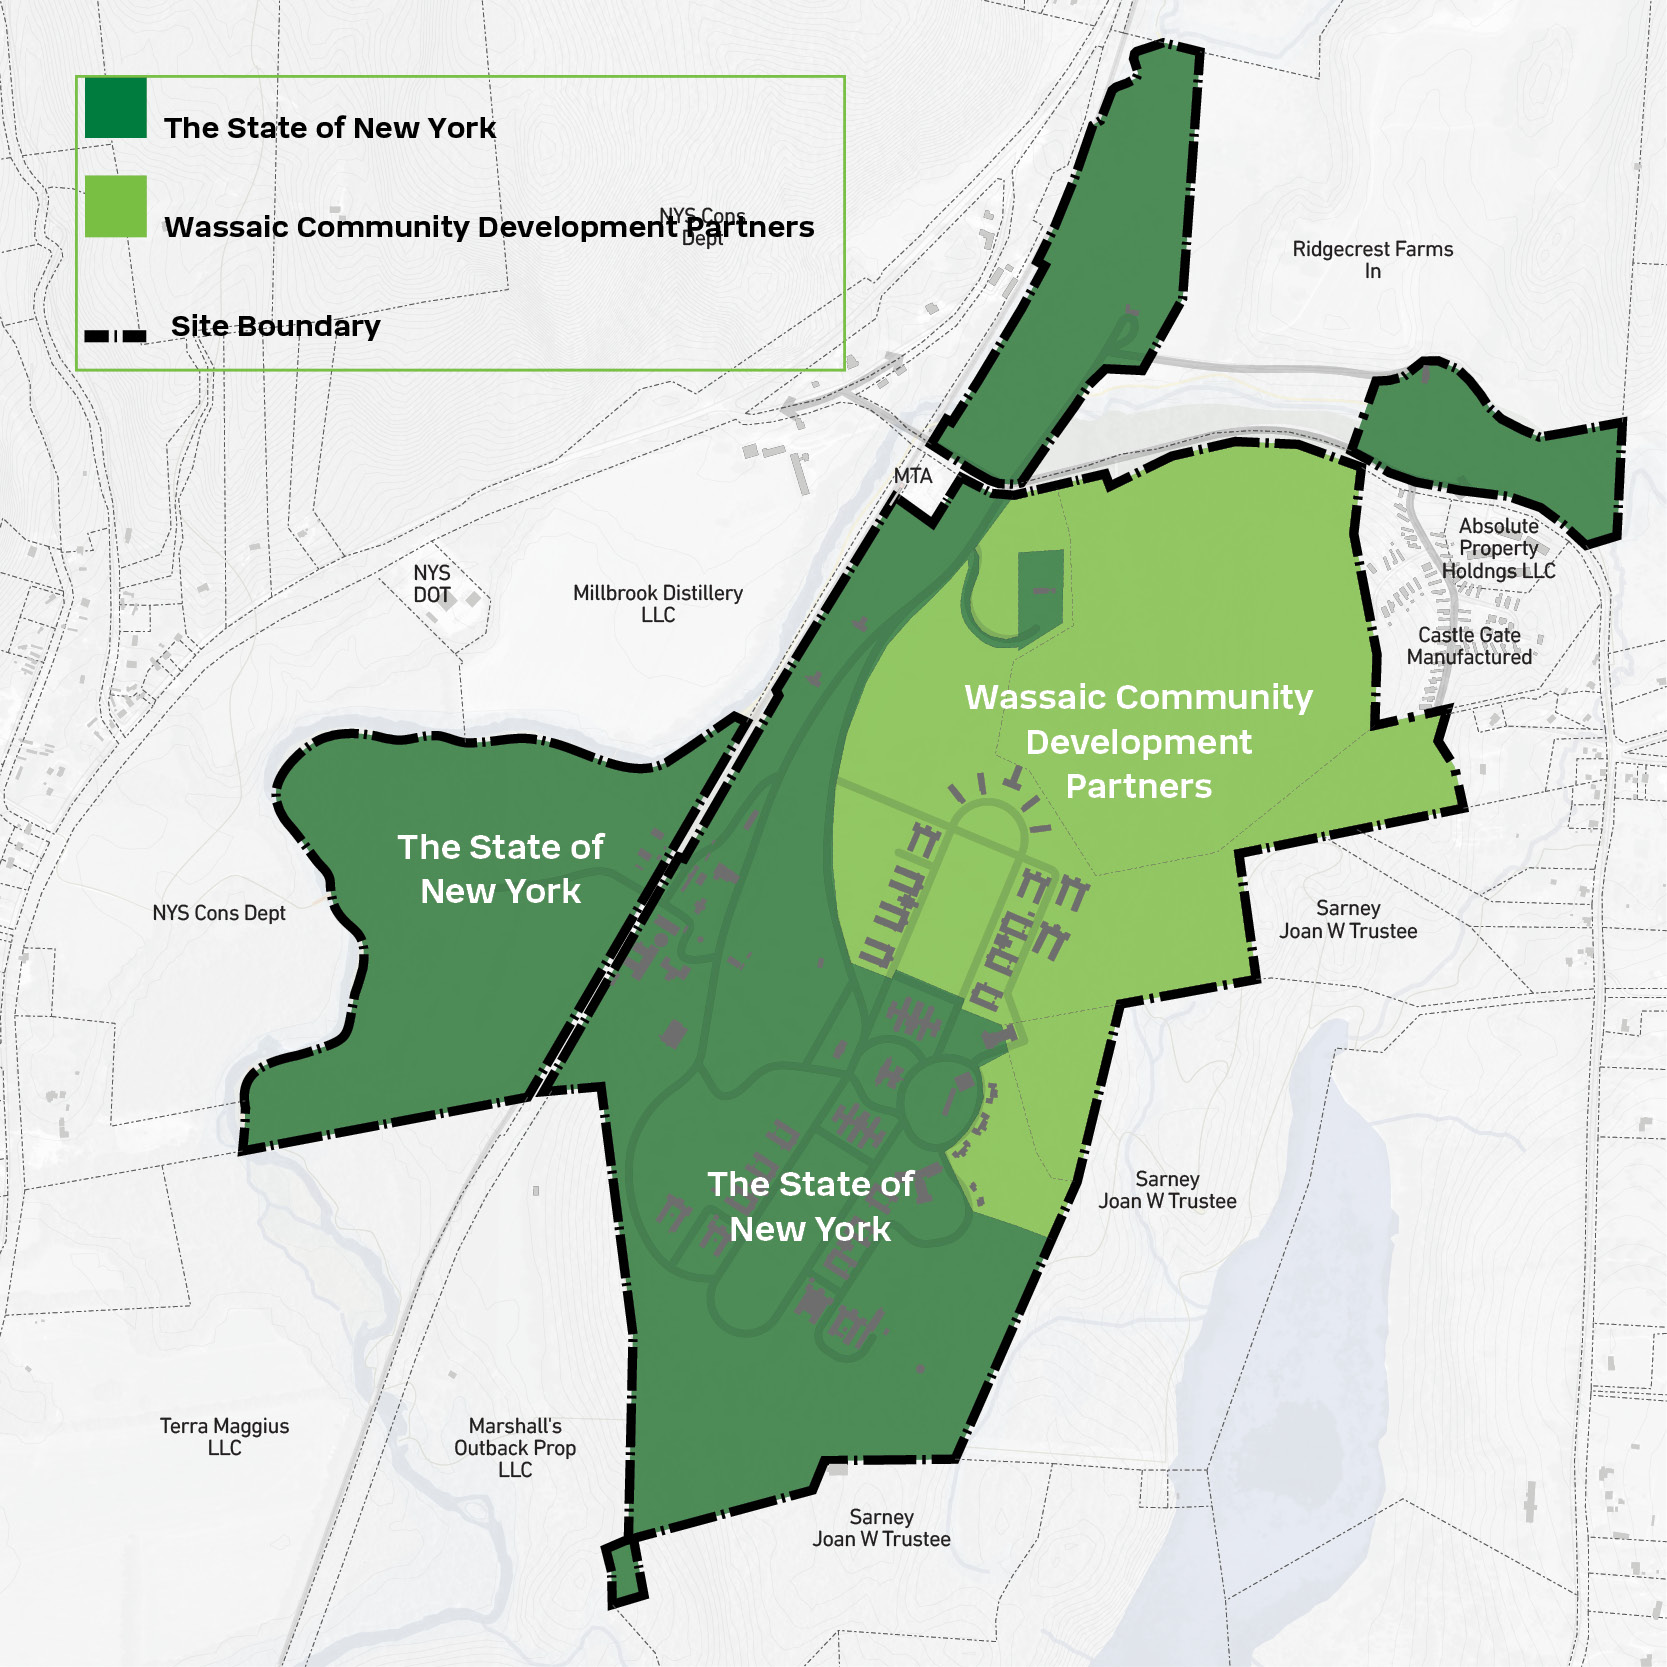 The State of New York
NYS Cons
Dept
Wassaic Community Development Partners
Site Boundary
Ridgecrest Farms
In
MTA
Absolute
Property
Holdngs LLC
NYS
DOT
Millbrook Distillery
LLC
Castle Gate
Manufactured
Wassaic Community
Development
Partners
The State of
New York
NYS Cons Dept
Sarney
Joan W Trustee
The State of
New York
Sarney
Joan W Trustee
Terra Maggius
LLC
Marshall's
Outback Prop
LLC
Sarney
Joan W Trustee